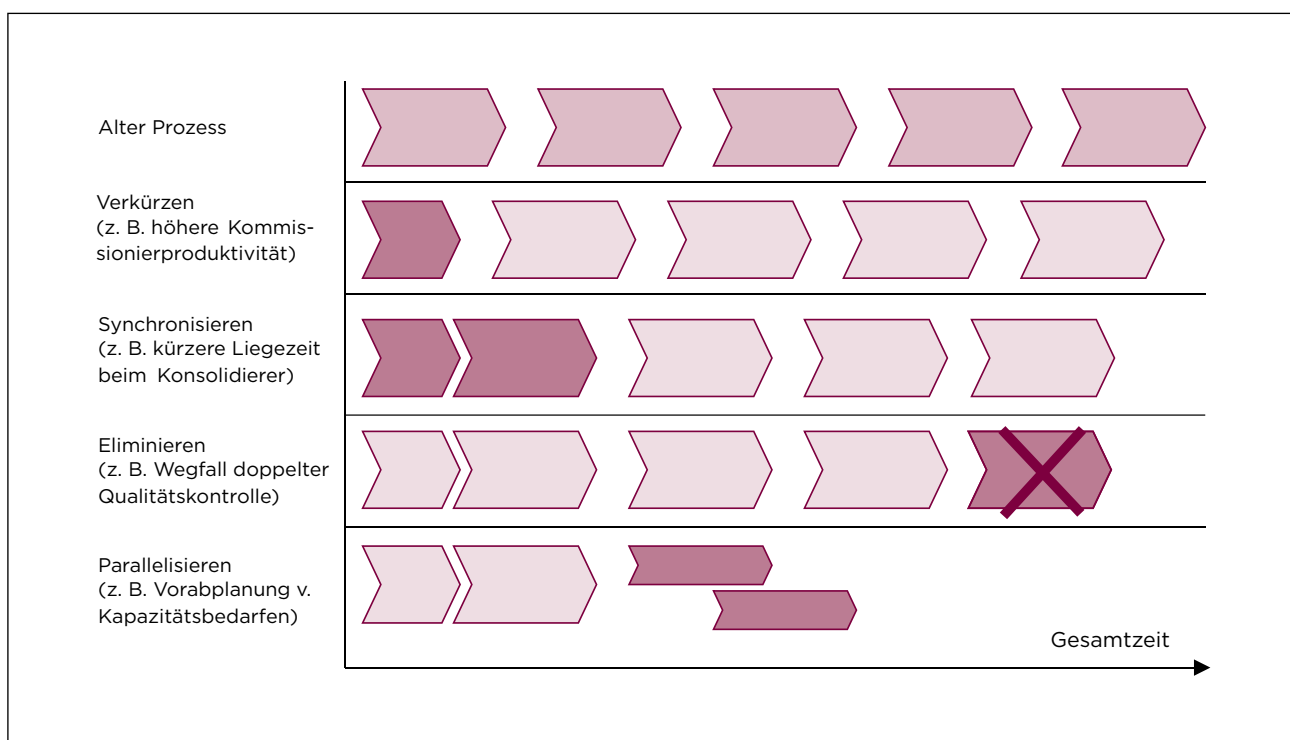 Alter Prozess
Verkürzen
(z. B. höhere Kommis-
sionierproduktivität)
Synchronisieren
(z. B. kürzere Liegezeit
beim Konsolidierer)
Eliminieren
(z. B. Wegfall doppelter
Qualitätskontrolle)
Parallelisieren
(z. B. Vorabplanung v.
Kapazitätsbedarfen)
Gesamtzeit